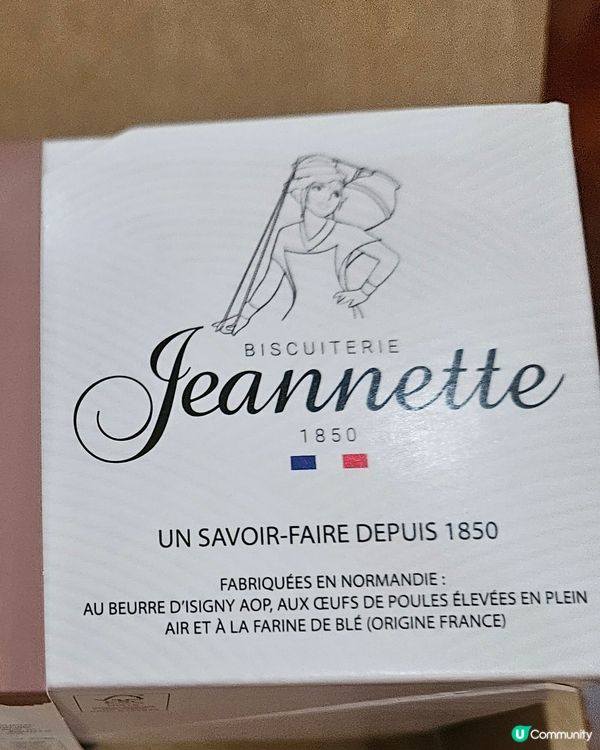 BISCUITERIE
Jeannette
1850
UN SAVOIR-FAIRE DEPUIS 1850
FABRIQUÉES EN NORMANDIE :
AU BEURRE D'ISIGNY AOP, AUX ŒUFS DE POULES ÉLEVÉES EN PLEIN
AIR ET À LA FARINE DE BLÉ (ORIGINE FRANCE)
U Community